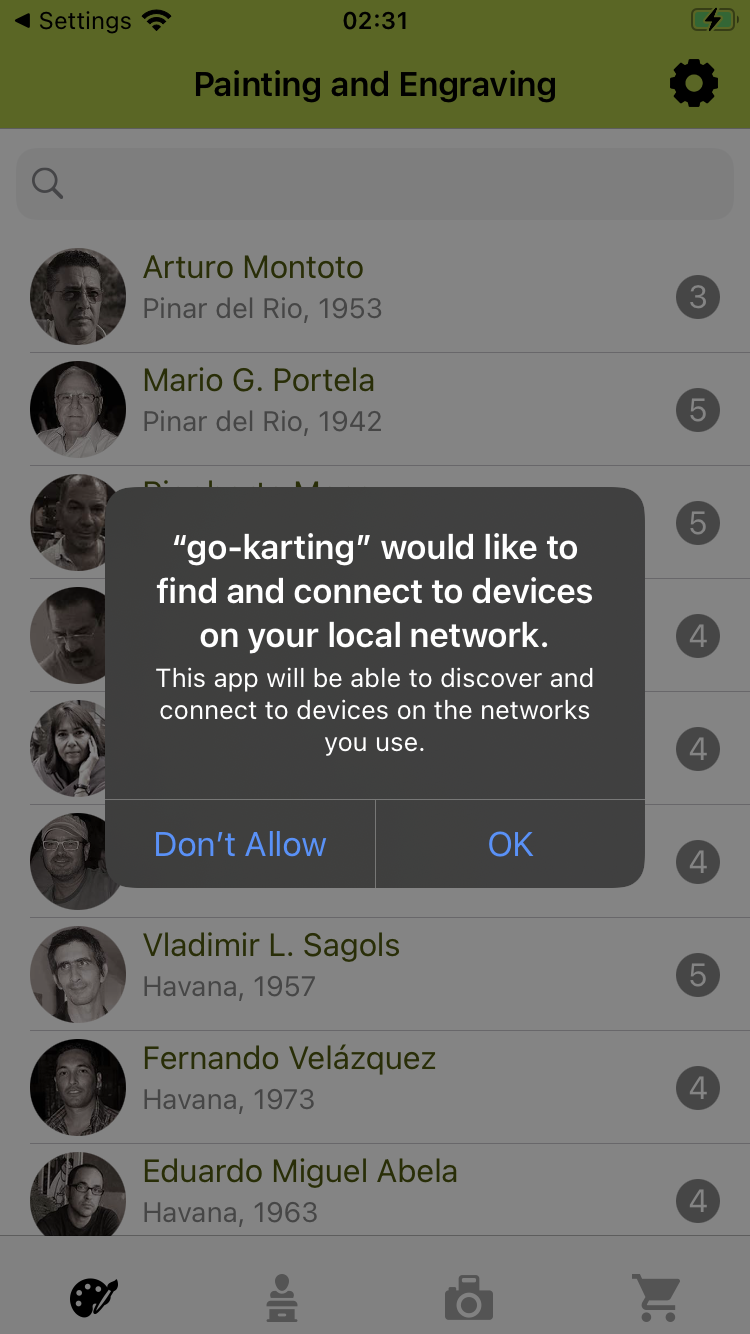 ◀ Settings 02:31
Painting and Engraving
Arturo Montoto
Pinar del Rio, 1953
3
Mario G. Portela
Pinar del Rio, 1942
5
5
“go-karting” would like to
find and connect to devices
on your local network.
This app will be able to discover and
connect to devices on the networks
you use.
Don’t Allow
OK
4
4
4
Vladimir L. Sagols
Havana, 1957
5
Fernando Velázquez
Havana, 1973
4
Eduardo Miguel Abela
Havana, 1963
4